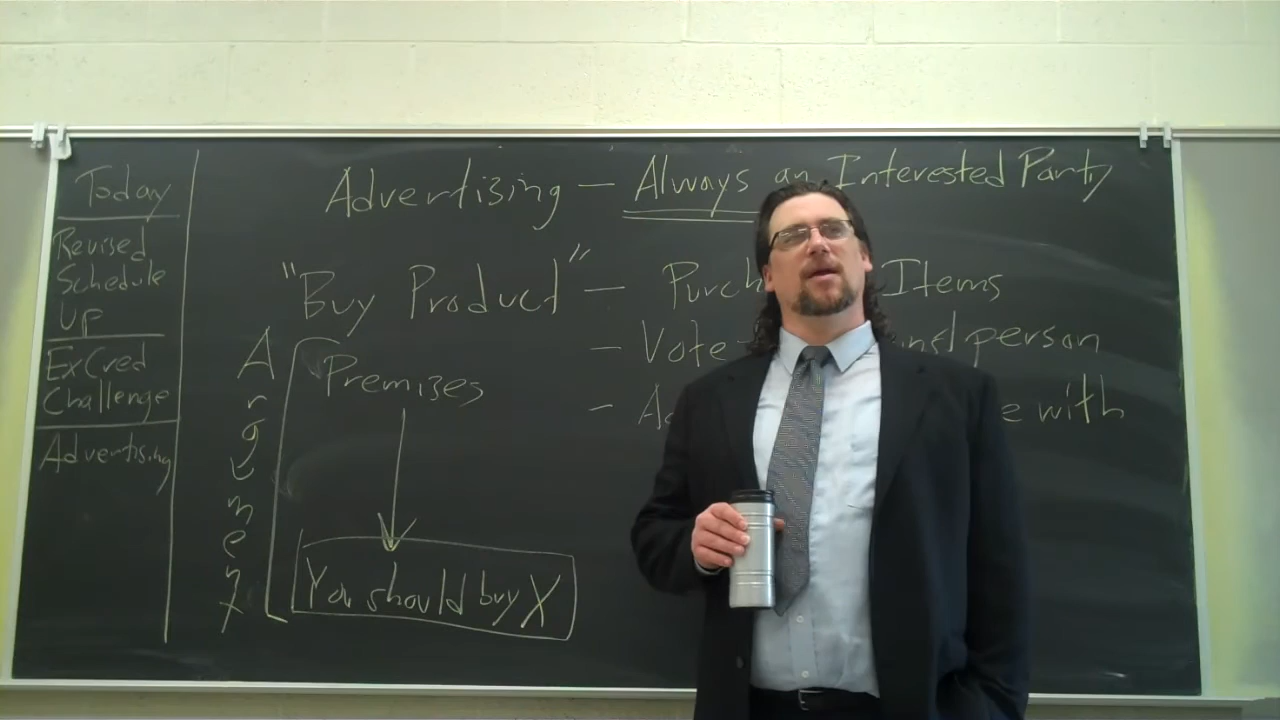 Today
Revised
Schedule
Up
ExCred
Challenge
Advertising
Advertising — Always an Interested Party
"Buy Product" — Purch Items
- Vote person
- with
Argument
Premises
You should buy X